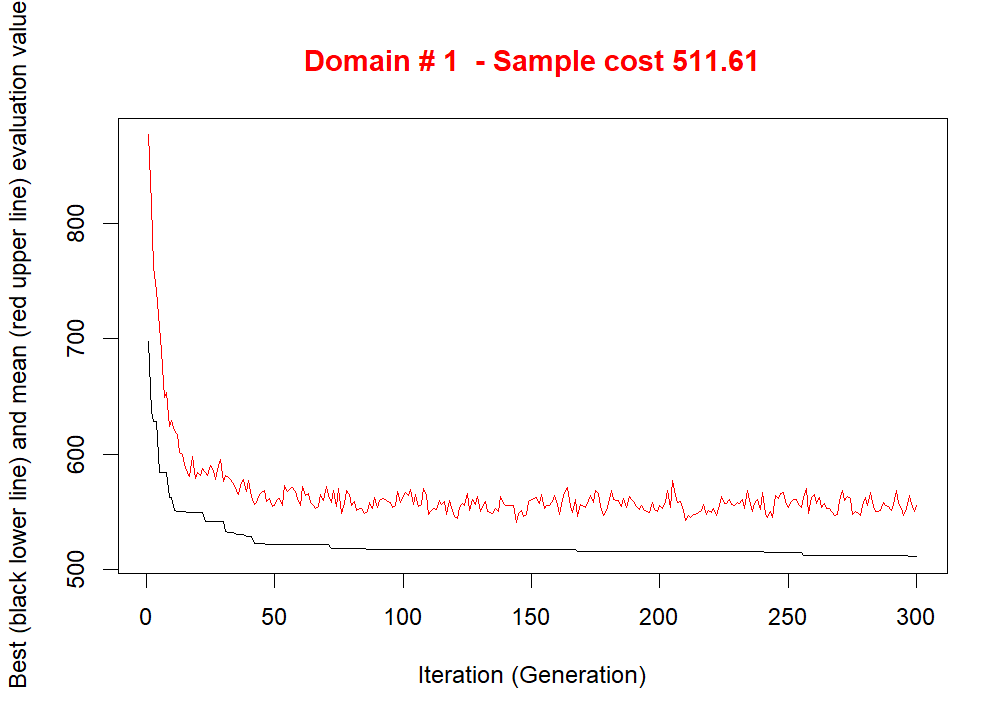 Domain # 1  - Sample cost 511.61
Best (black lower line) and mean (red upper line) evaluation value
800
700
600
500
0 50 100 150 200 250 300
Iteration (Generation)